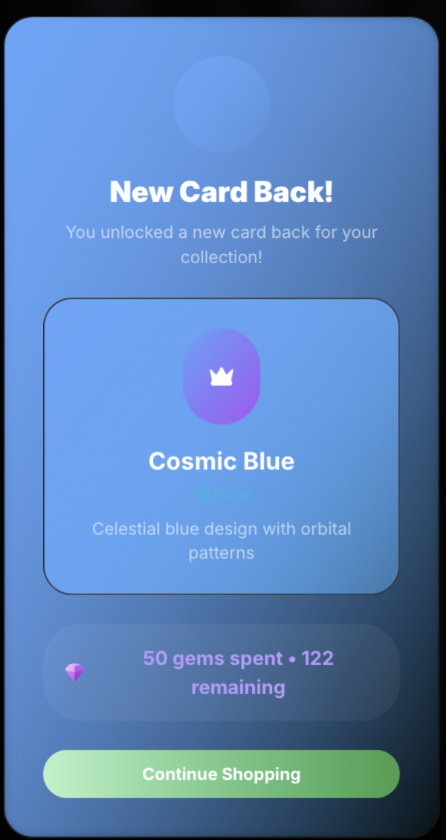 New Card Back!
You unlocked a new card back for your
collection!
Cosmic Blue
Celestial blue design with orbital
patterns
50 gems spent • 122
remaining
Continue Shopping